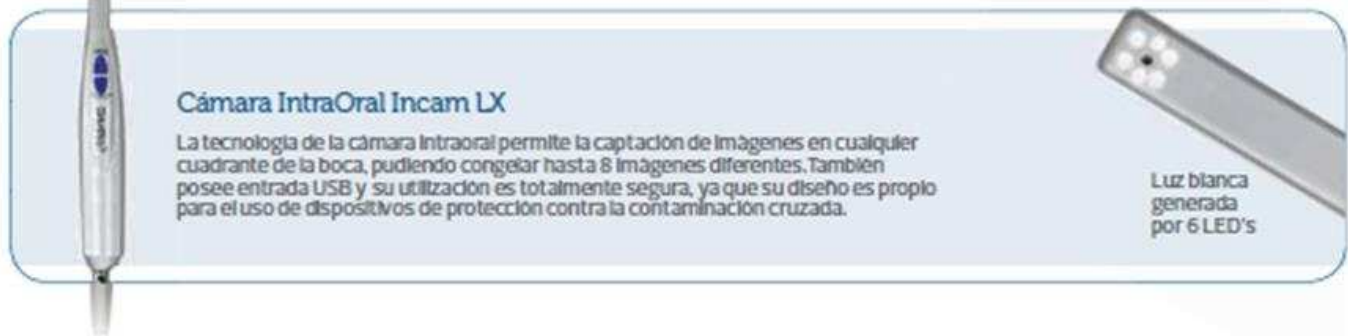 Cámara IntraOral Incam LX
La tecnología de la cámara intraoral permite la captación de imàgenes en cualquier
cuadrante de la boca, pudiendo congelar hasta 8 imàgenes diferentes. También
posee entrada USB y su utilización es totalmente segura, ya que su diseño es propio
para el uso de dispositivos de protección contra la contaminación cruzada.
Luz blanca
generada
por 6 LED's